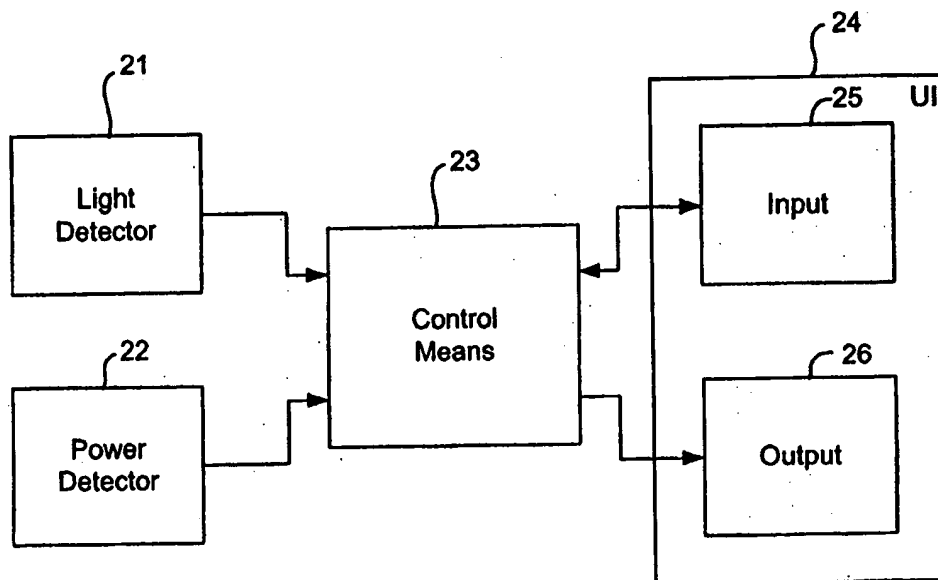 24
UI
21
25
23
Light
Detector
Input
Control
Means
22
26
Power
Detector
Output